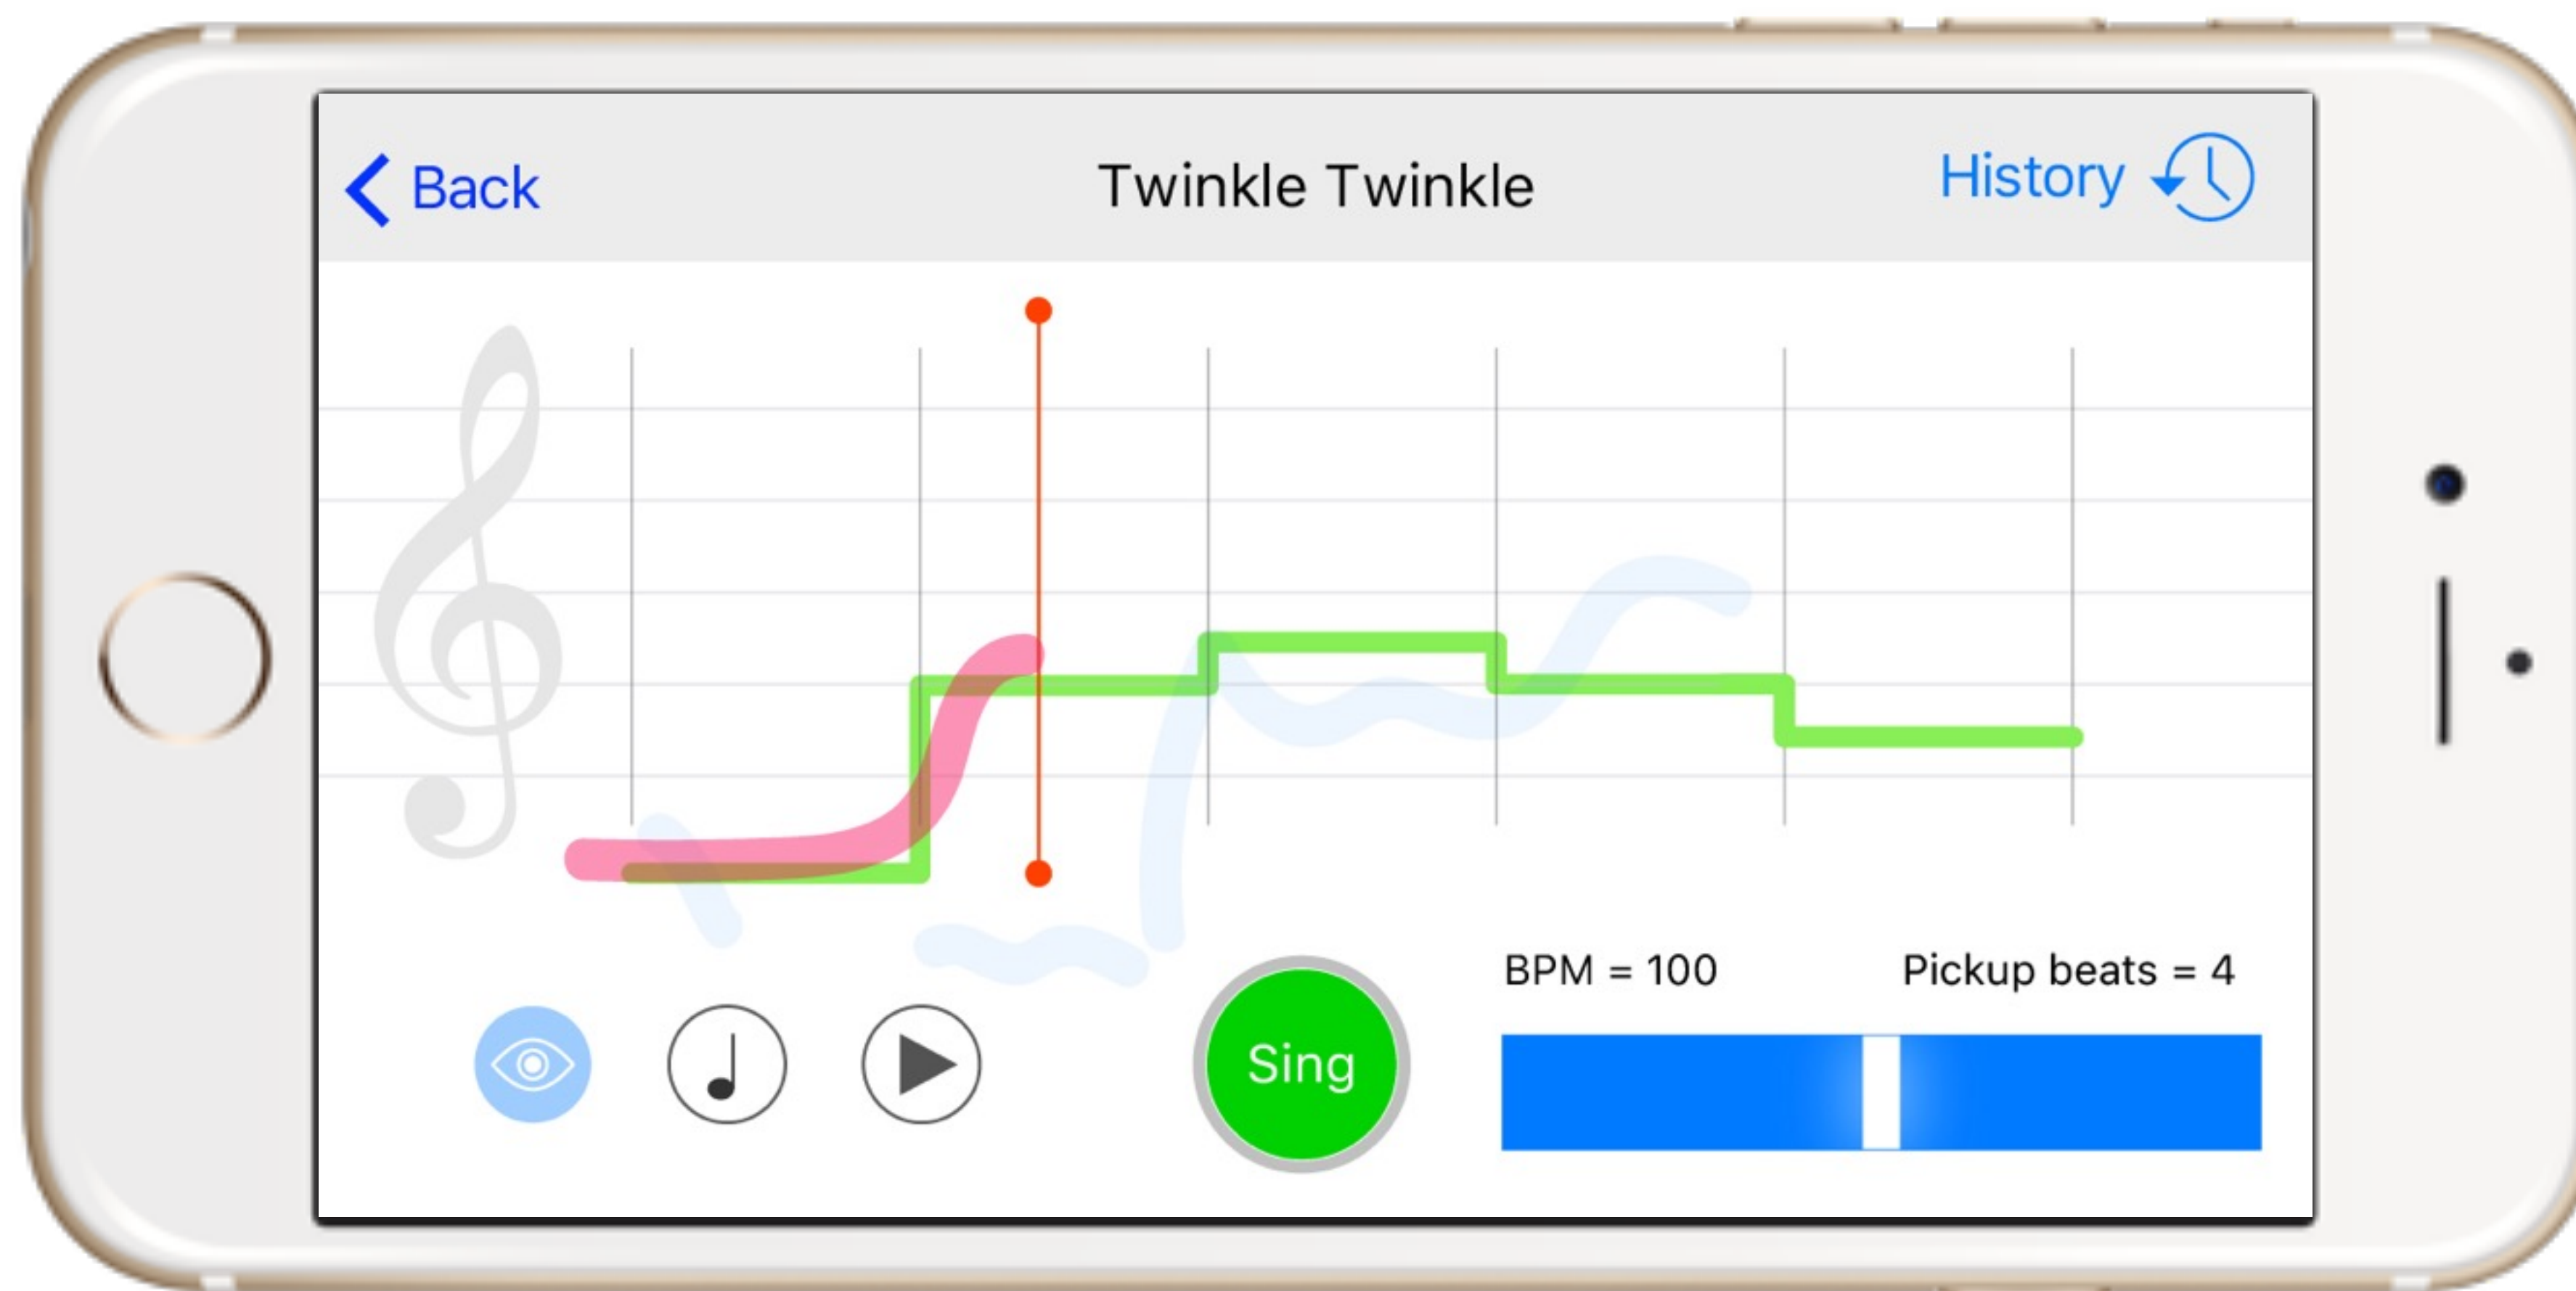 Back
Twinkle Twinkle
History
BPM = 100
Pickup beats = 4
Sing